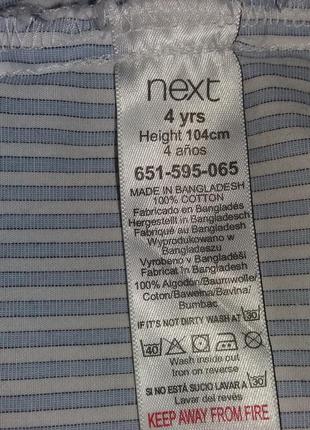 next
4 yrs
Height 104cm
4 años
651-595-065
MADE IN BANGLADESH
100% COTTON
Fabricado en Bangladés
Hergestellt in Bangladesch
Fabriqué au Bangladesh
Wyprodukowano w
Bangladeszu
Vyrobeno v Bangladéši
Fabricat în Bangladesh
100% Algodón/Baumwolle/
Coton/Bawełna/Bavlna/
Bumbac
IF IT'S NOT DIRTY WASH AT 30
40
Wash inside out
Iron on reverse
SI NO ESTÁ SUCIO LAVAR A 30
Lavar del revés
KEEP AWAY FROM FIRE